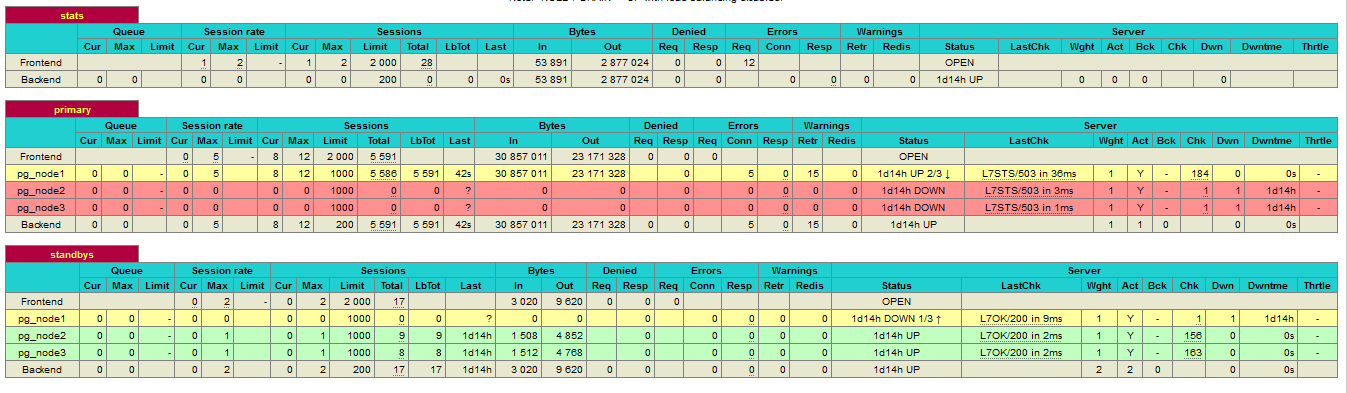 stats
Queue Session rate Sessions Bytes Denied Errors Warnings Server
Cur Max Limit Cur Max Limit Cur Max Limit Total LbTot Last In Out Req Resp Req Conn Resp Retr Redis Status LastChk Wght Act Bck Chk Dwn Dwntme Thrtle
Frontend 1 2 - 1 2 2 000 28 53 891 2 877 024 0 0 12 OPEN
Backend 0 0 0 0 0 0 200 0 0 0s 53 891 2 877 024 0 0 0 0 0 0 1d14h UP 0 0 0 0
primary
Queue Session rate Sessions Bytes Denied Errors Warnings Server
Cur Max Limit Cur Max Limit Cur Max Limit Total LbTot Last In Out Req Resp Req Conn Resp Retr Redis Status LastChk Wght Act Bck Chk Dwn Dwntme Thrtle
Frontend 0 5 - 8 12 2 000 5 591 30 857 011 23 171 328 0 0 0 OPEN
pg_node1 0 0 - 0 5 8 12 1000 5 586 5 591 42s 30 857 011 23 171 328 0 5 0 15 0 1d14h UP 2/3 ↓ L7STS/503 in 36ms 1 Y - 184 0 0s -
pg_node2 0 0 - 0 0 0 0 1000 0 0 ? 0 0 0 0 0 0 0 1d14h DOWN L7STS/503 in 3ms 1 Y - 1 1 1d14h -
pg_node3 0 0 - 0 0 0 0 1000 0 0 ? 0 0 0 0 0 0 0 1d14h DOWN L7STS/503 in 1ms 1 Y - 1 1 1d14h -
Backend 0 0 0 5 8 12 200 5 591 5 591 42s 30 857 011 23 171 328 0 0 5 0 15 0 1d14h UP 1 1 0 0 0s
standbys
Queue Session rate Sessions Bytes Denied Errors Warnings Server
Cur Max Limit Cur Max Limit Cur Max Limit Total LbTot Last In Out Req Resp Req Conn Resp Retr Redis Status LastChk Wght Act Bck Chk Dwn Dwntme Thrtle
Frontend 0 2 - 0 2 2 000 17 3 020 9 620 0 0 0 OPEN
pg_node1 0 0 - 0 0 0 0 1000 0 0 ? 0 0 0 0 0 0 0 1d14h DOWN 1/3 ↑ L7OK/200 in 9ms 1 Y - 1 1 1d14h -
pg_node2 0 0 - 0 1 0 1 1000 9 9 1d14h 1 508 4 852 0 0 0 0 0 1d14h UP L7OK/200 in 2ms 1 Y - 156 0 0s -
pg_node3 0 0 - 0 1 0 1 1000 8 8 1d14h 1 512 4 768 0 0 0 0 0 1d14h UP L7OK/200 in 2ms 1 Y - 163 0 0s -
Backend 0 0 0 2 0 2 200 17 17 1d14h 3 020 9 620 0 0 0 0 0 0 1d14h UP 2 2 0 0 0s